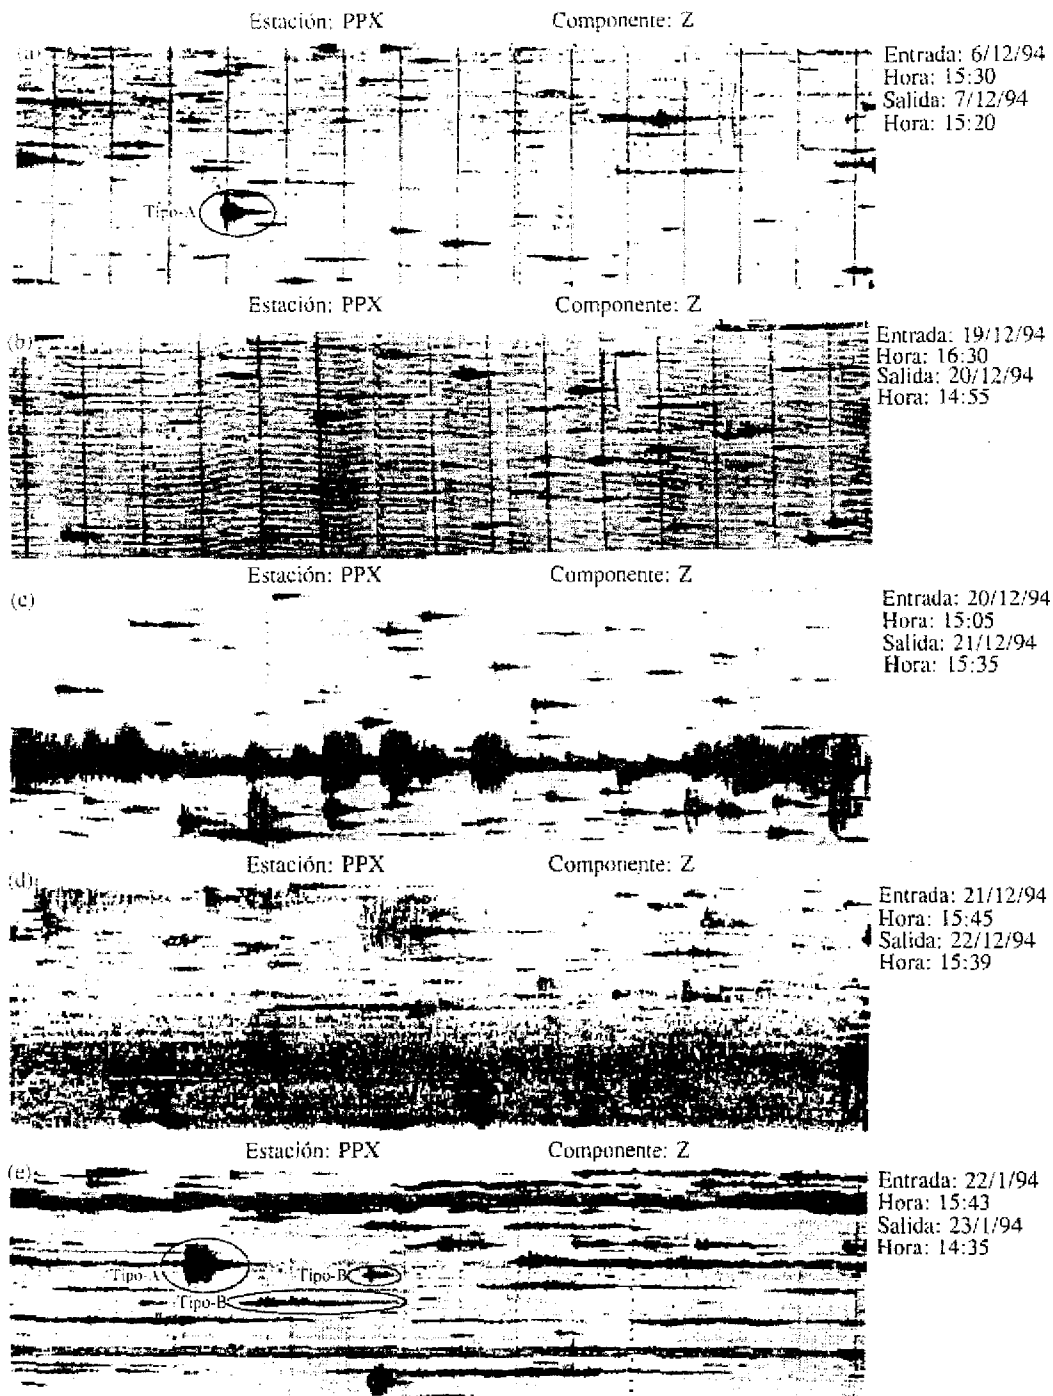 Estación: PPX Componente: Z
(a)
Entrada: 6/12/94
Hora: 15:30
Salida: 7/12/94
Hora: 15:20
Tipo-A
Estación: PPX Componente: Z
(b)
Entrada: 19/12/94
Hora: 16:30
Salida: 20/12/94
Hora: 14:55
Estación: PPX Componente: Z
(c)
Entrada: 20/12/94
Hora: 15:05
Salida: 21/12/94
Hora: 15:35
Estación: PPX Componente: Z
(d)
Entrada: 21/12/94
Hora: 15:45
Salida: 22/12/94
Hora: 15:39
Estación: PPX Componente: Z
(e)
Entrada: 22/1/94
Hora: 15:43
Salida: 23/1/94
Hora: 14:35
Tipo-A Tipo-B
Tipo-B